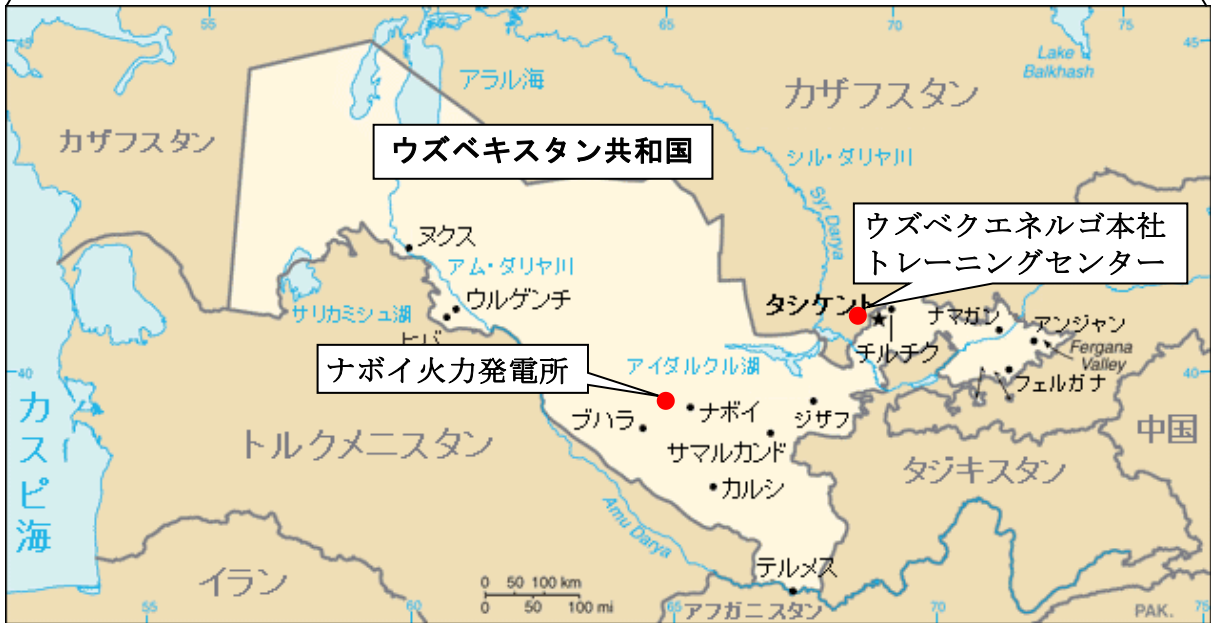 55
70
75
45
45
Lake
Balkhash
アラル海
カザフスタン
カザフスタン
ウズベキスタン共和国
シル・ダリヤ川
Syr Darya
ウズベクエネルゴ本社
トレーニングセンター
ヌクス
アム・ダリヤ川
ウルゲンチ
サリカミシュ湖
ヒバ
タシケント
ナマガン
アンジャン
チルチク
Fergana
Valley
フェルガナ
アイダルクル湖
ナボイ火力発電所
40
40
ナボイ
ジザフ
ブハラ
サマルカンド
カルシ
カスピ海
トルクメニスタン
中国
タジキスタン
Amu Darya
テルメス
イラン
0 50 100 km
0 50 100 mi
アフガニスタン
55
60
65
70
75
PAK.
65